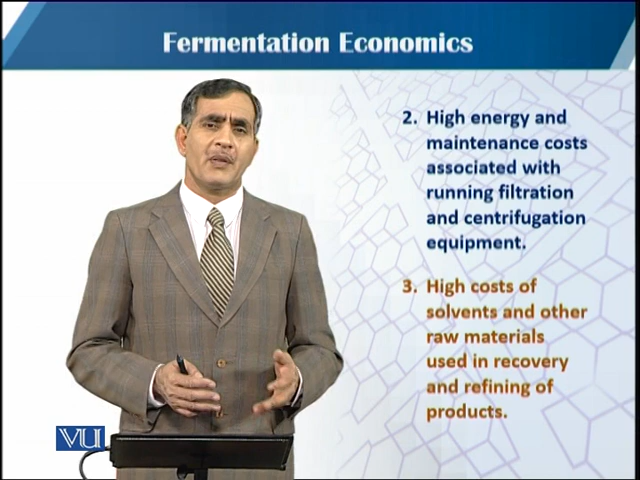 Fermentation Economics
2. High energy and
maintenance costs
associated with
running filtration
and centrifugation
equipment.
3. High costs of
solvents and other
raw materials
used in recovery
and refining of
products.
VU